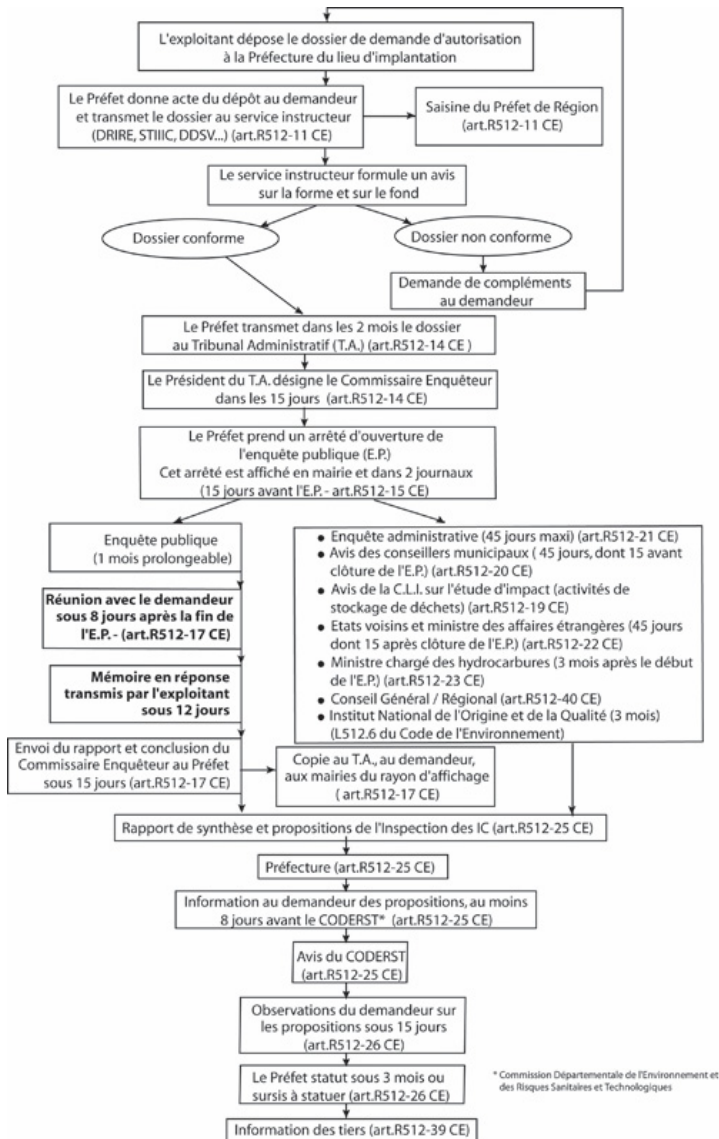 L'exploitant dépose le dossier de demande d'autorisation
à la Préfecture du lieu d'implantation
Le Préfet donne acte du dépôt au demandeur
et transmet le dossier au service instructeur
(DRIRE, STIIIC, DDSV...) (art.R512-11 CE)
Saisine du Préfet de Région
(art.R512-11 CE)
Le service instructeur formule un avis
sur la forme et sur le fond
Dossier conforme
Dossier non conforme
Demande de compléments
au demandeur
Le Préfet transmet dans les 2 mois le dossier
au Tribunal Administratif (T.A.) (art.R512-14 CE )
Le Président du T.A. désigne le Commissaire Enquêteur
dans les 15 jours (art.R512-14 CE)
Le Préfet prend un arrêté d'ouverture de
l'enquête publique (E.P.)
Cet arrêté est affiché en mairie et dans 2 journaux
(15 jours avant l'E.P.- art.R512-15 CE)
Enquête publique
(1 mois prolongeable)
Réunion avec le demandeur
sous 8 jours après la fin de
l'E.P. - (art.R512-17 CE)
Mémoire en réponse
transmis par l'exploitant
sous 12 jours
Envoi du rapport et conclusion du
Commissaire Enquêteur au Préfet
sous 15 jours (art.R512-17 CE)
Copie au T.A., au demandeur,
aux mairies du rayon d'affichage
( art.R512-17 CE)
• Enquête administrative (45 jours maxi) (art.R512-21 CE)
• Avis des conseillers municipaux ( 45 jours, dont 15 avant
clôture de l'E.P.) (art.R512-20 CE)
• Avis de la C.L.I. sur l'étude d'impact (activités de
stockage de déchets) (art.R512-19 CE)
• Etats voisins et ministre des affaires étrangères (45 jours
dont 15 après clôture de l'E.P.) (art.R512-22 CE)
• Ministre chargé des hydrocarbures (3 mois après le début
de l'E.P.) (art.R512-23 CE)
• Conseil Général / Régional (art.R512-40 CE)
• Institut National de l'Origine et de la Qualité (3 mois)
(L512.6 du Code de l'Environnement)
Rapport de synthèse et propositions de l'Inspection des IC (art.R512-25 CE)
Préfecture (art.R512-25 CE)
Information au demandeur des propositions, au moins
8 jours avant le CODERST* (art.R512-25 CE)
Avis du CODERST
(art.R512-25 CE)
Observations du demandeur sur
les propositions sous 15 jours
(art.R512-26 CE)
Le Préfet statut sous 3 mois ou
sursis à statuer (art.R512-26 CE)
Information des tiers (art.R512-39 CE)
* Commission Départementale de l'Environnement et
des Risques Sanitaires et Technologiques